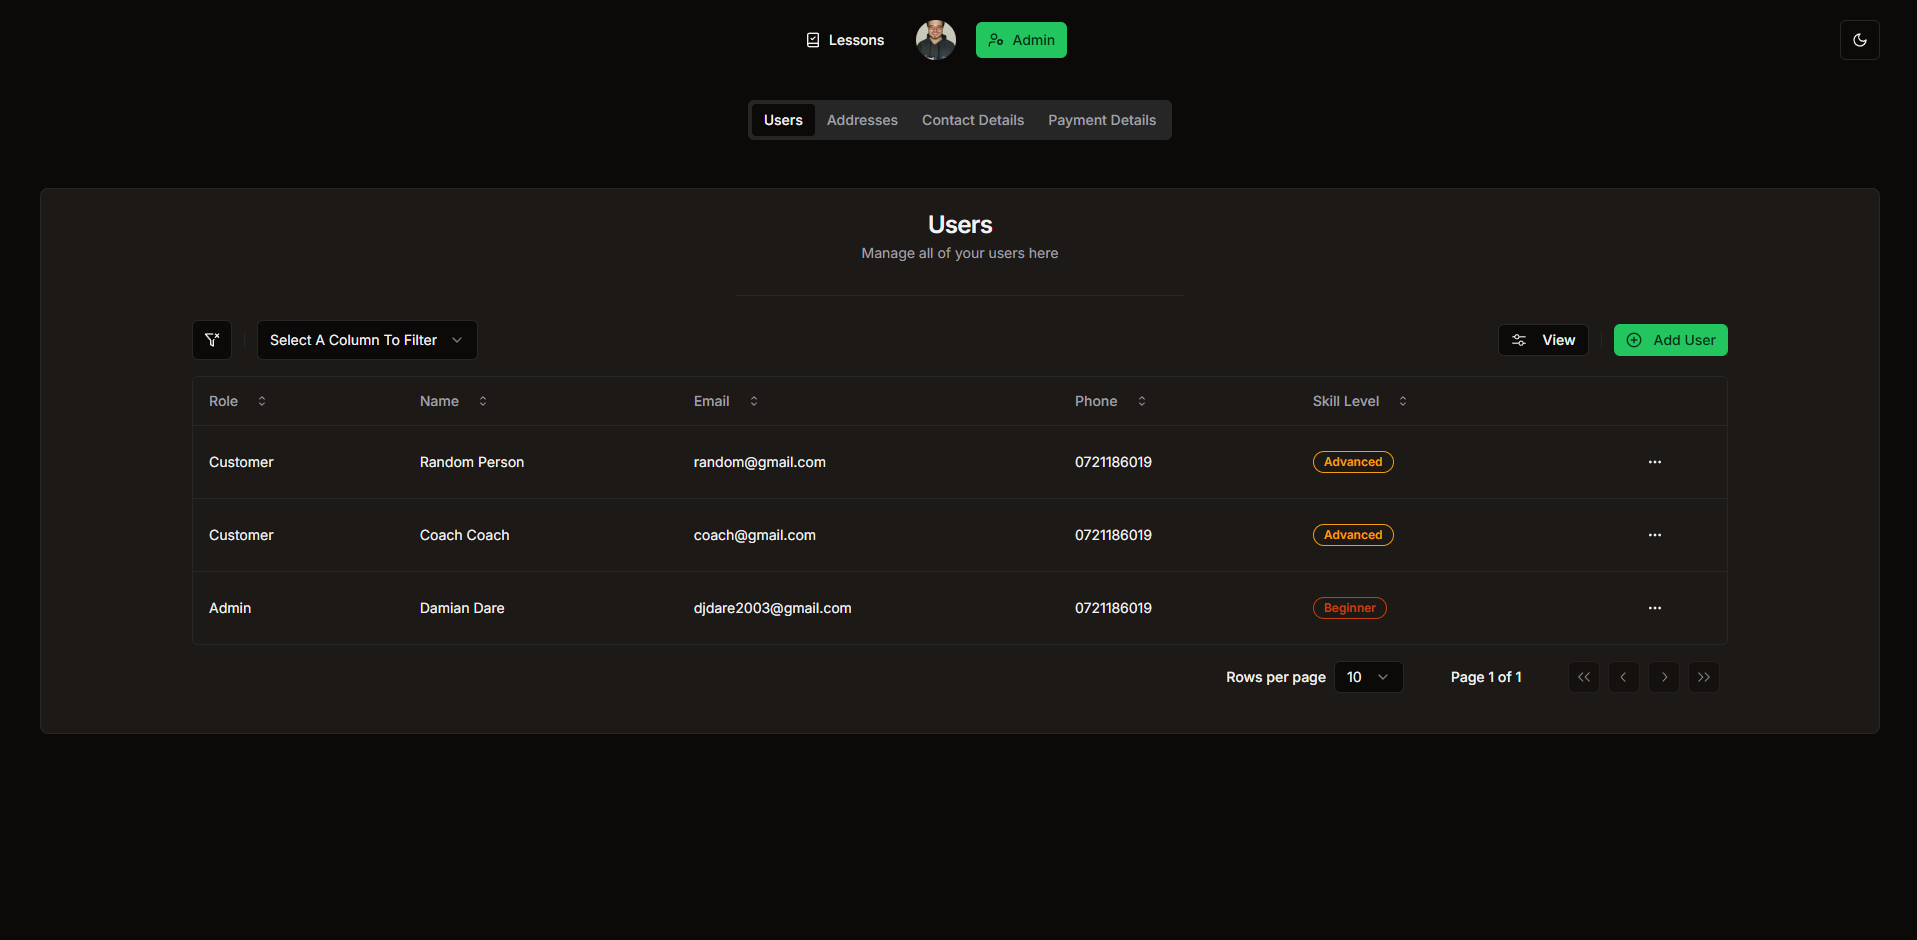 Lessons Admin
Users Addresses Contact Details Payment Details
Users
Manage all of your users here
Select A Column To Filter View Add User
Role Name Email Phone Skill Level
Customer Random Person random@gmail.com 0721186019 Advanced
Customer Coach Coach coach@gmail.com 0721186019 Advanced
Admin Damian Dare djdare2003@gmail.com 0721186019 Beginner
Rows per page 10 Page 1 of 1